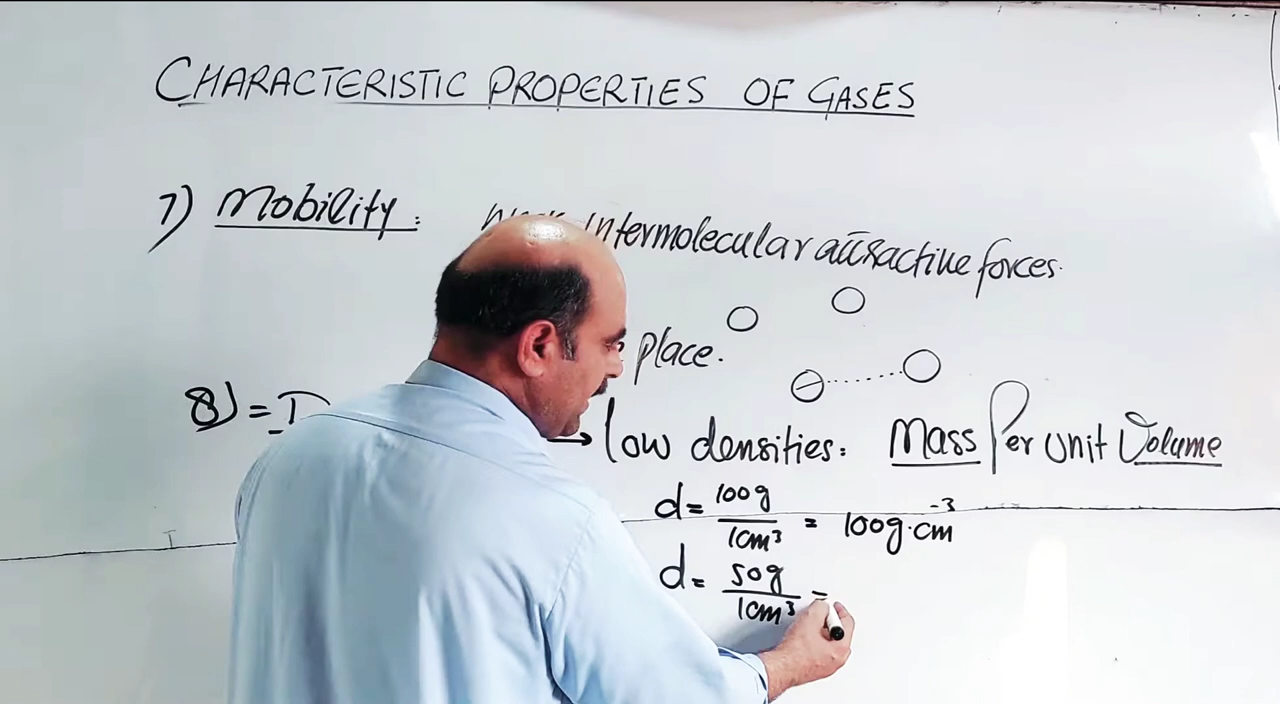 CHARACTERISTIC PROPERTIES OF GASES
7) Mobility: Intermolecular attractive forces.
place.
8) =
→ low densities: Mass Per unit Volume
d = 100g / 1cm³ = 100g·cm⁻³
d = 50g / 1cm³ =